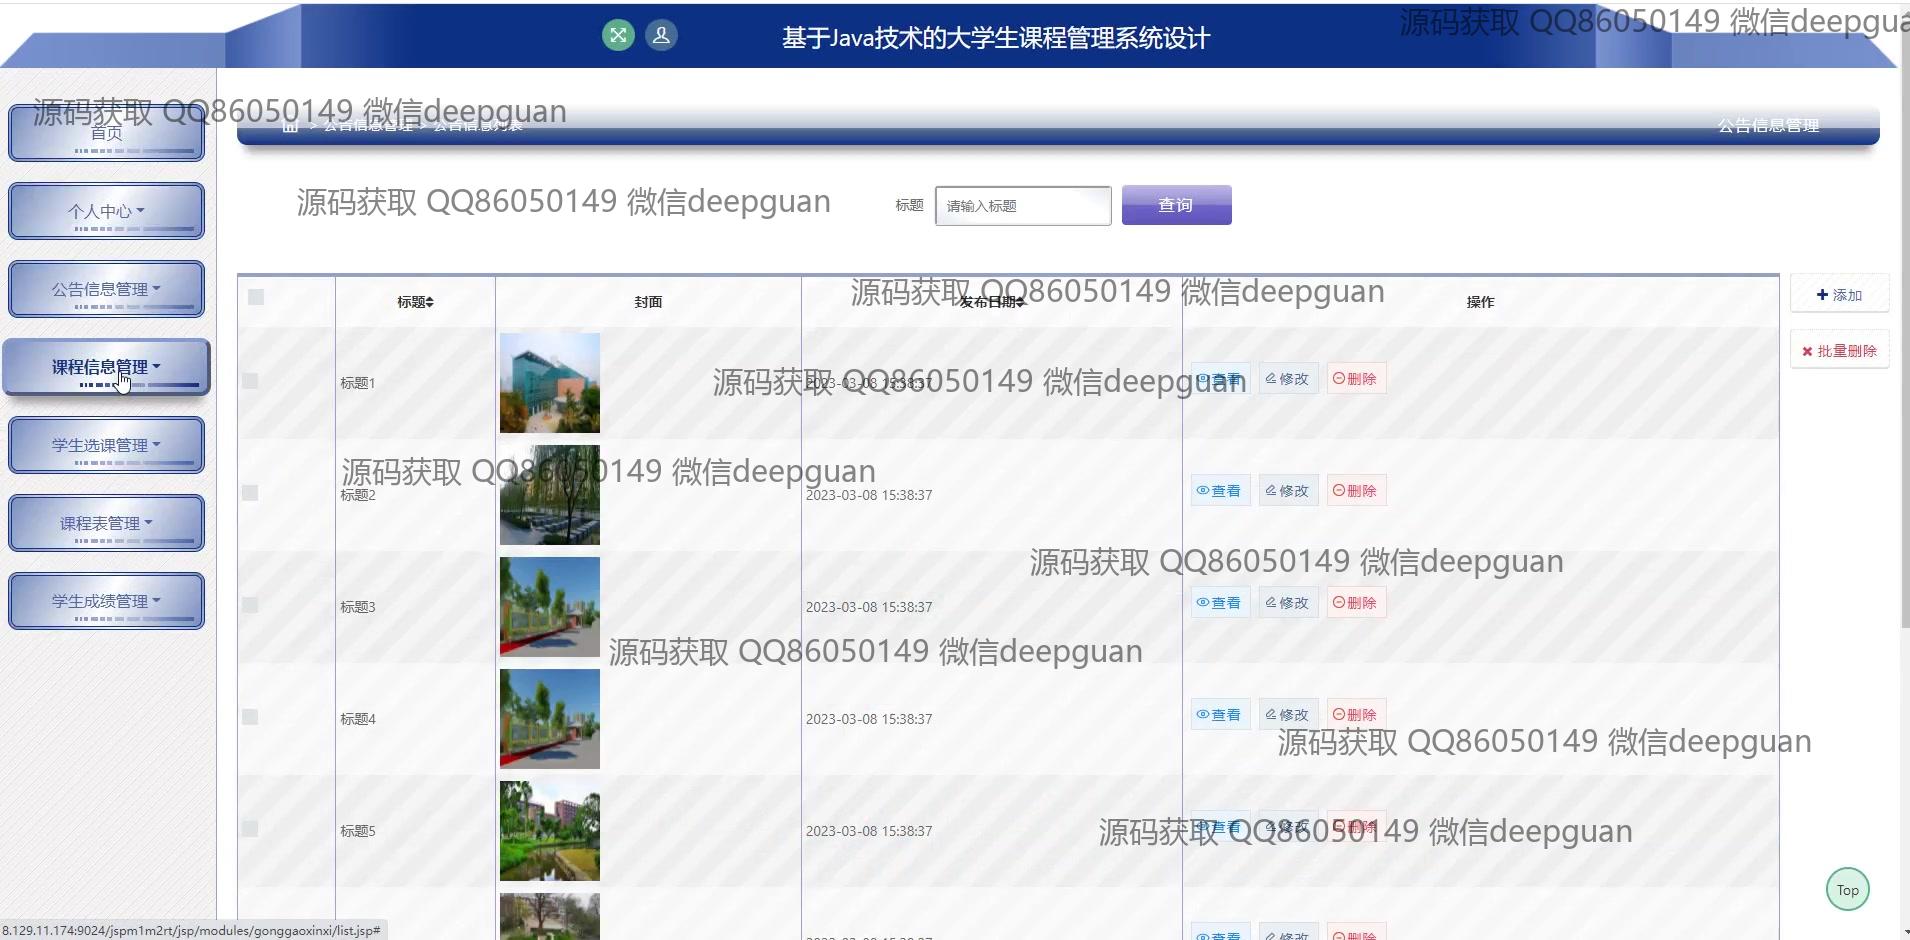 基于Java技术的大学生课程管理系统设计
源码获取 QQ86050149 微信deepgua
源码获取 QQ86050149 微信deepguan
首页
> 公告信息管理 > 公告信息列表
公告信息管理
个人中心
源码获取 QQ86050149 微信deepguan
标题
请输入标题
查询
公告信息管理
标题
封面
发布日期
操作
源码获取 QQ86050149 微信deepguan
添加
批量删除
课程信息管理
标题1
2023-03-08 15:38:37
查看
修改
删除
源码获取 QQ86050149 微信deepguan
学生选课管理
源码获取 QQ86050149 微信deepguan
标题2
2023-03-08 15:38:37
查看
修改
删除
课程表管理
源码获取 QQ86050149 微信deepguan
学生成绩管理
标题3
2023-03-08 15:38:37
查看
修改
删除
源码获取 QQ86050149 微信deepguan
标题4
2023-03-08 15:38:37
查看
修改
删除
源码获取 QQ86050149 微信deepguan
标题5
2023-03-08 15:38:37
查看
修改
删除
源码获取 QQ86050149 微信deepguan
Top
8.129.11.174:9024/jspm1m2rt/jsp/modules/gonggaoxinxi/list.jsp#
查看
修改
删除